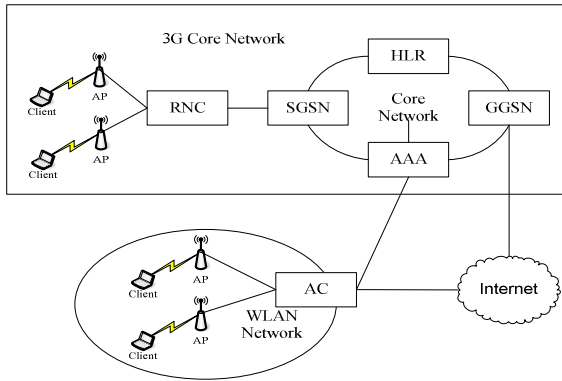 3G Core Network
HLR
AP
Client
RNC
SGSN
Core
Network
GGSN
AP
Client
AAA
AP
Client
AC
Internet
WLAN
Network
AP
Client